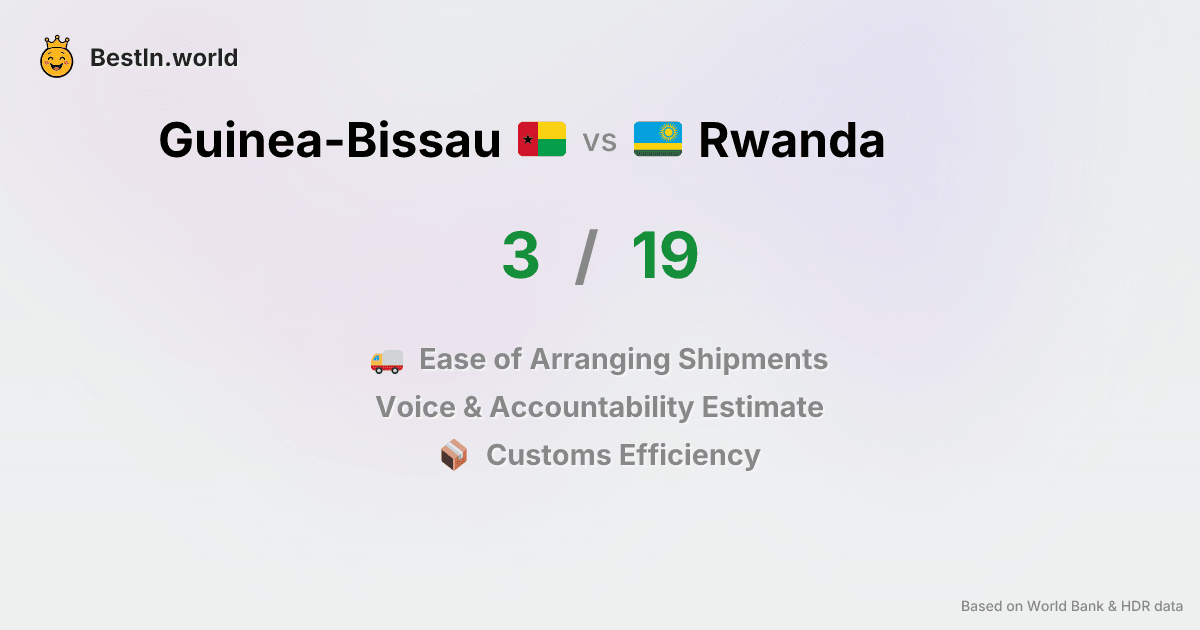 BestIn.world
Guinea-Bissau vs Rwanda
3 / 19
Ease of Arranging Shipments
Voice & Accountability Estimate
Customs Efficiency
Based on World Bank & HDR data